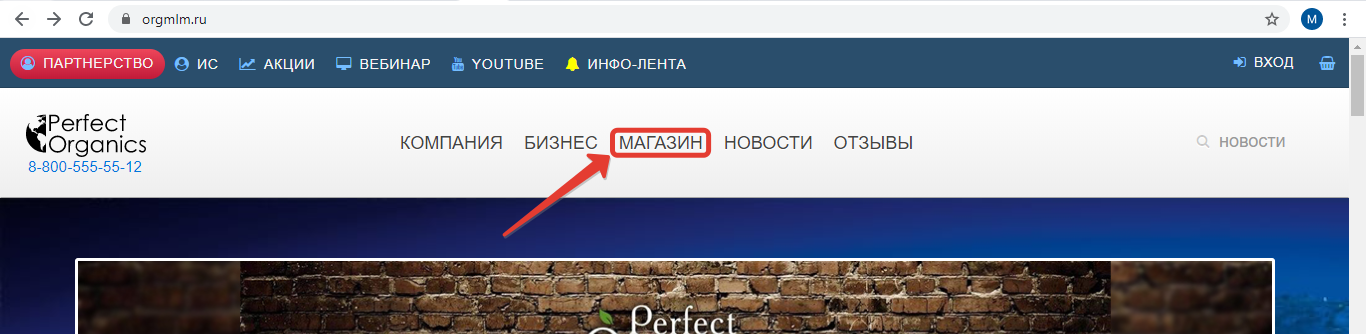 orgmlm.ru
M
ПАРТНЕРСТВО ИС АКЦИИ ВЕБИНАР YOUTUBE ИНФО-ЛЕНТА ВХОД
Perfect
Organics
8-800-555-55-12
КОМПАНИЯ БИЗНЕС МАГАЗИН НОВОСТИ ОТЗЫВЫ
НОВОСТИ
Perfect